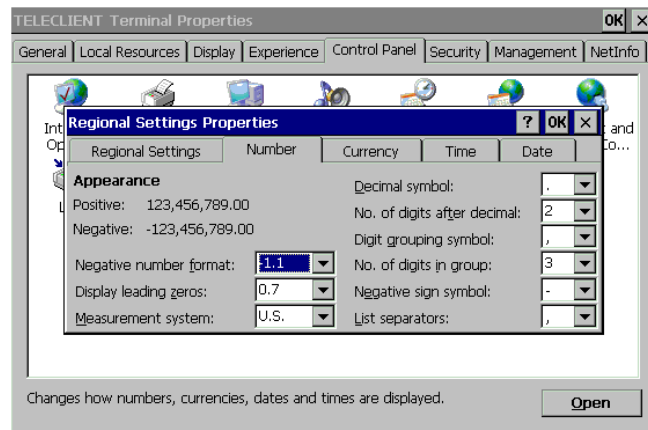 TELECLIENT Terminal Properties OK ×
General Local Resources Display Experience Control Panel Security Management NetInfo
Regional Settings Properties ? OK ×
Int
Op
and
Co...
L
Regional Settings Number Currency Time Date
Appearance
Positive: 123,456,789.00
Negative: -123,456,789.00
Negative number format: -1.1
Display leading zeros: 0.7
Measurement system: U.S.
Decimal symbol: .
No. of digits after decimal: 2
Digit grouping symbol: ,
No. of digits in group: 3
Negative sign symbol: -
List separators: ,
Changes how numbers, currencies, dates and times are displayed.
Open